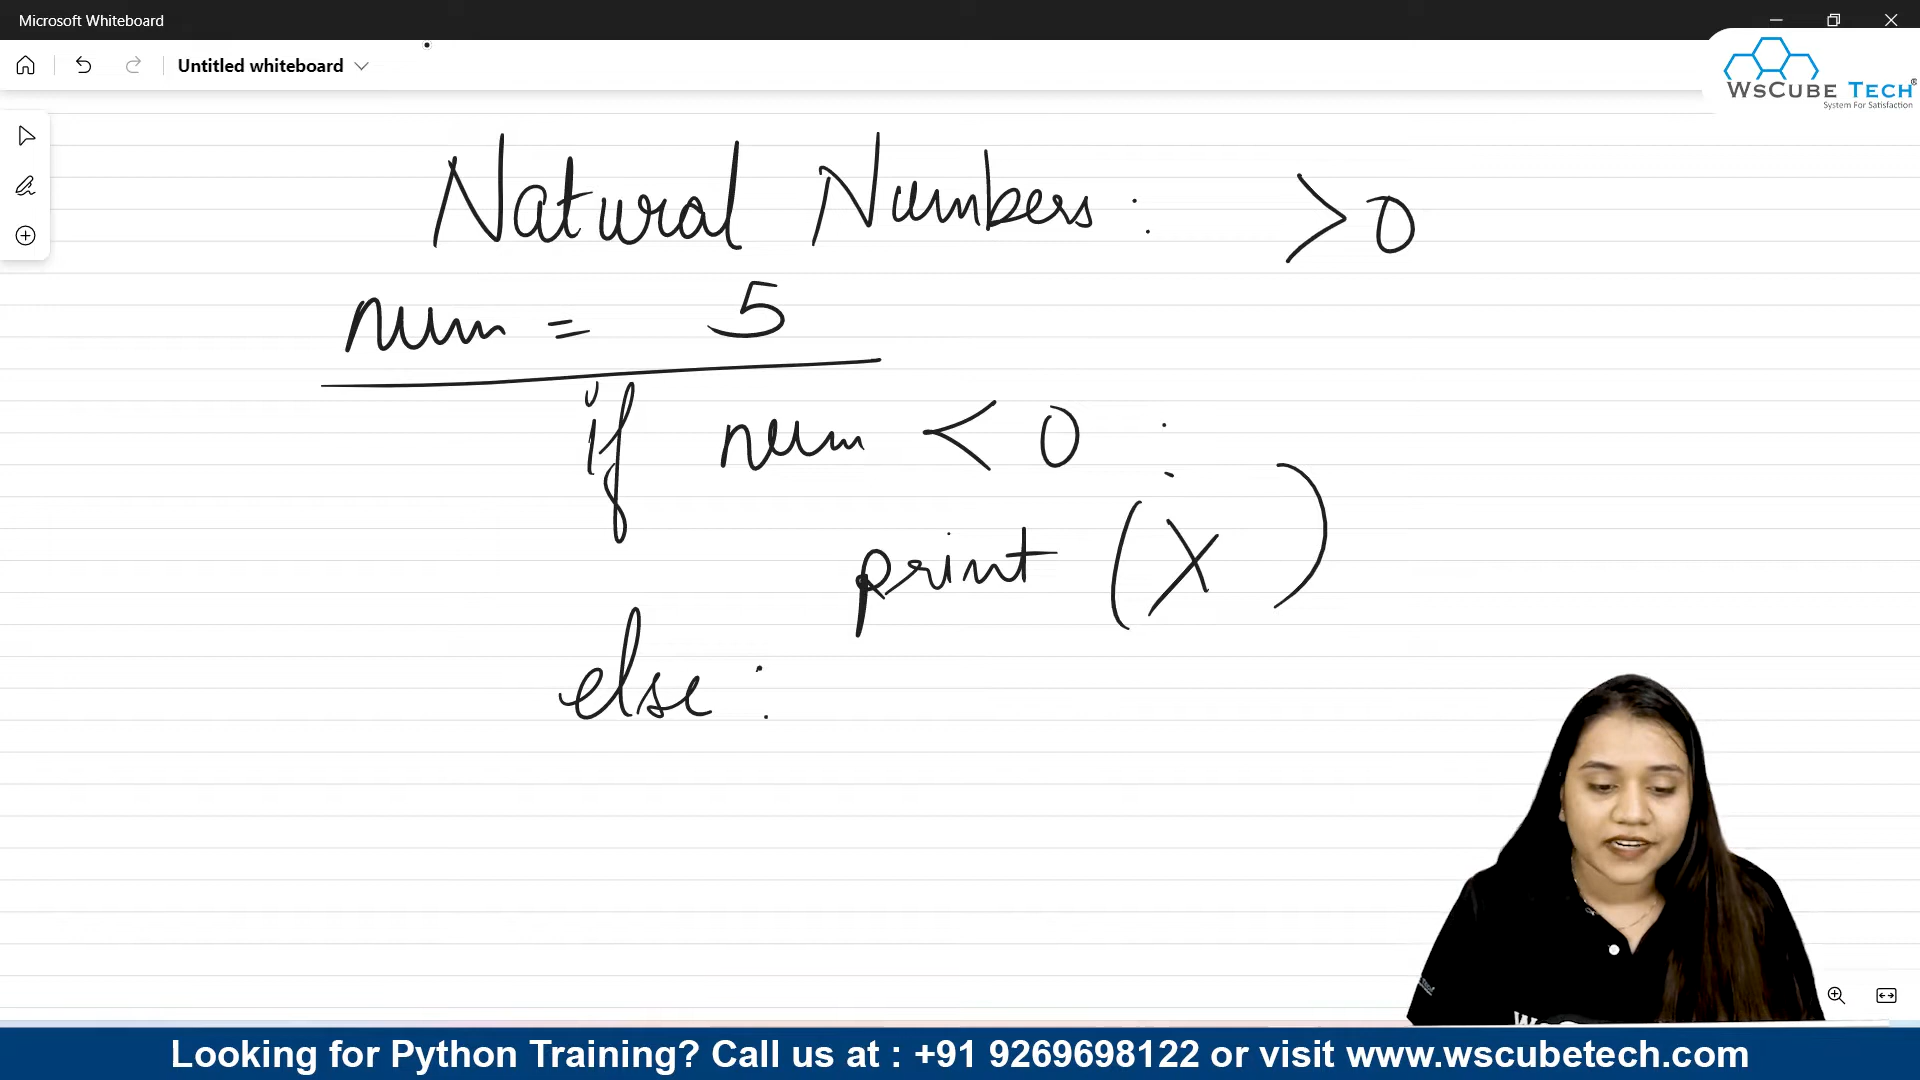 Microsoft Whiteboard
Untitled whiteboard
WsCube Tech®
System For Satisfaction
Natural Numbers : >0
num = 5
if num < 0 :
print (X)
else :
Looking for Python Training? Call us at : +91 9269698122 or visit www.wscubetech.com